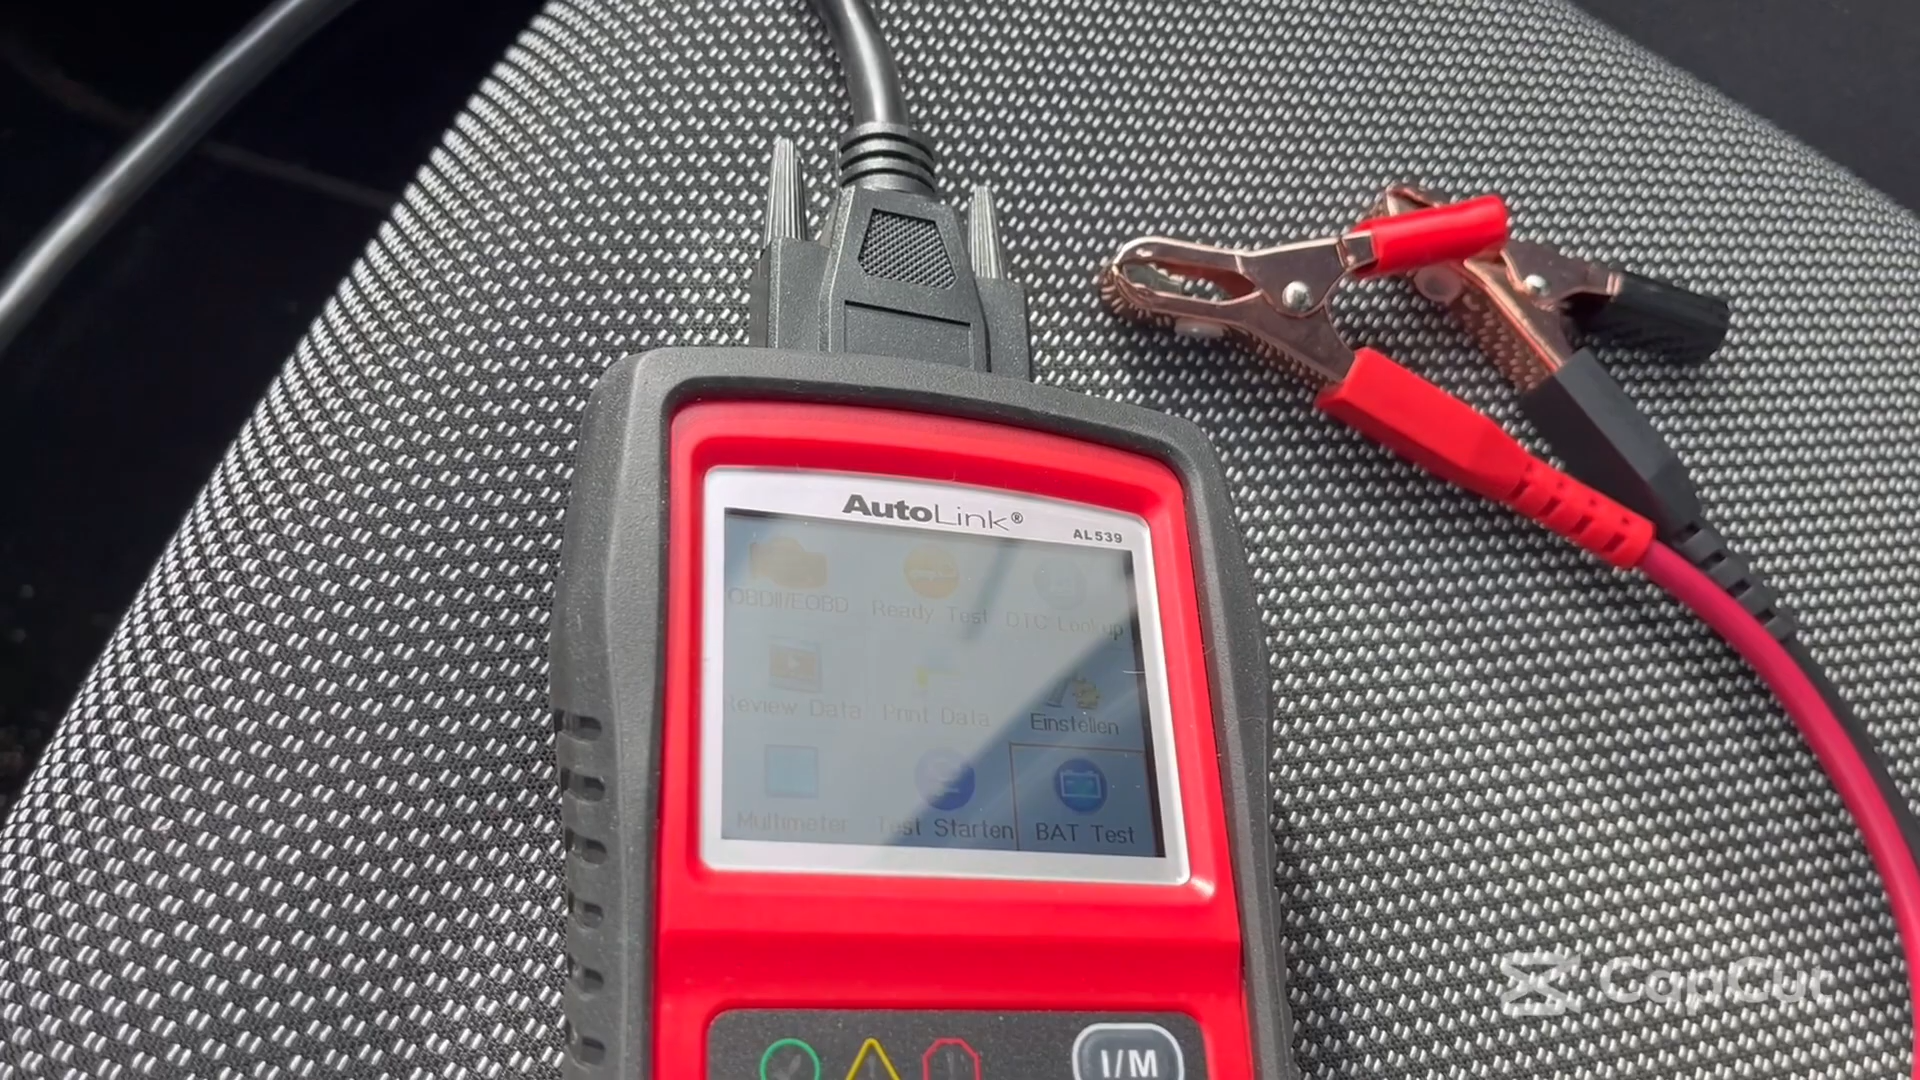 AutoLink®
AL539
OBDII/EOBD Ready Test DTC Lookup
Review Data Print Data Einstellen
Multimeter Test Starten BAT Test
I/M
CapCut